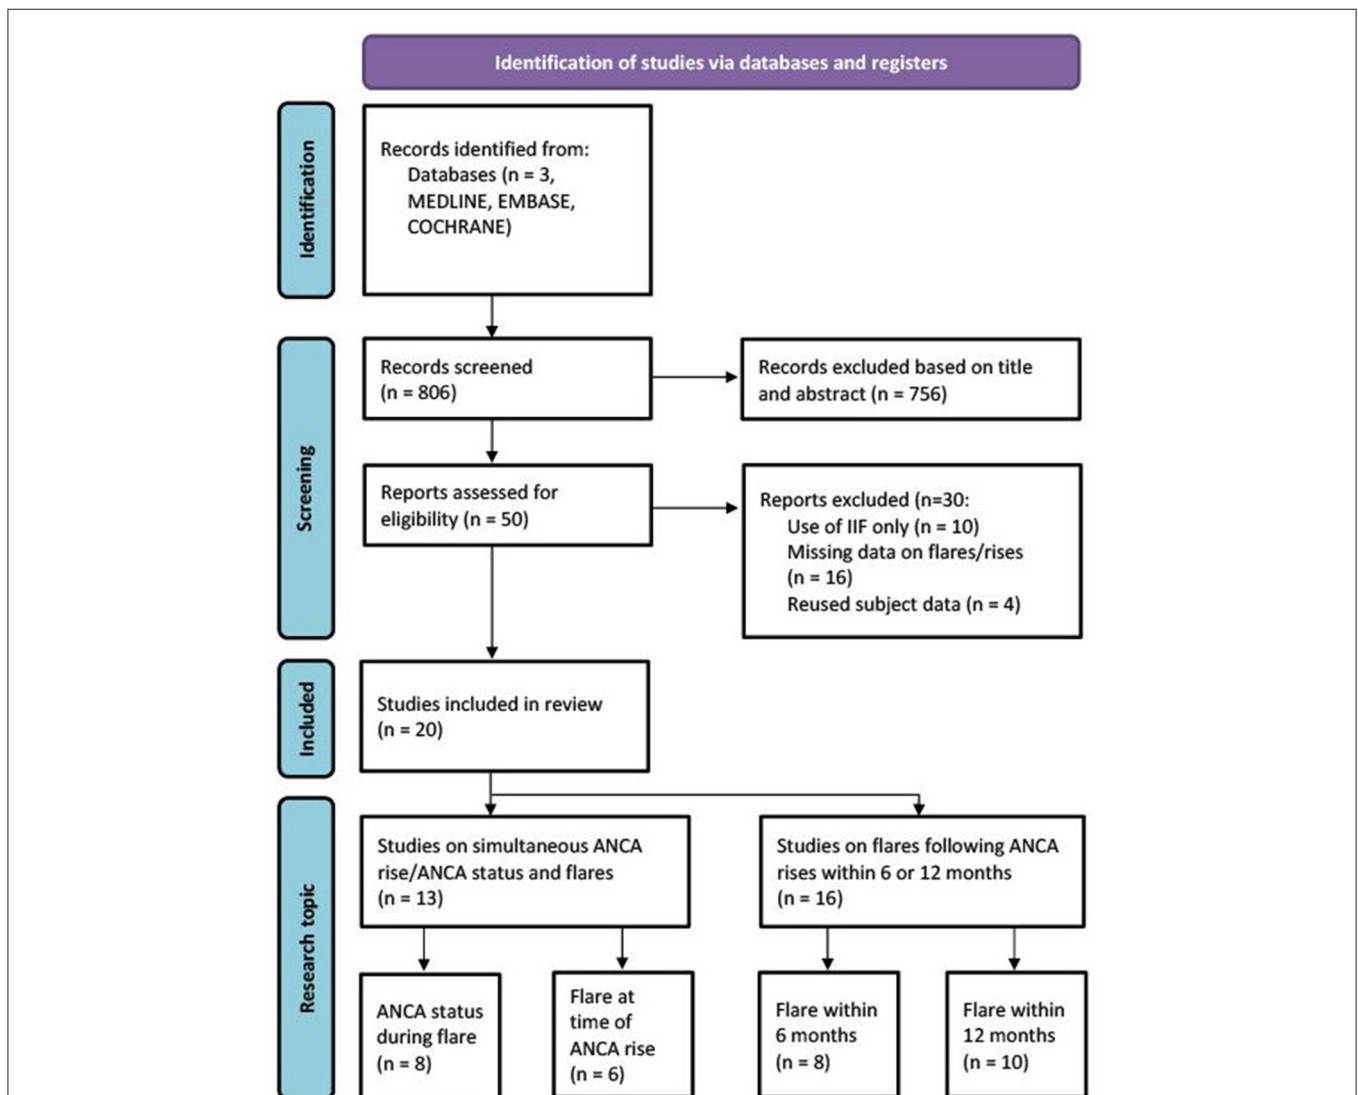 Identification of studies via databases and registers
Identification
Records identified from:
Databases (n = 3,
MEDLINE, EMBASE,
COCHRANE)
Screening
Records screened
(n = 806)
Records excluded based on title
and abstract (n = 756)
Reports assessed for
eligibility (n = 50)
Reports excluded (n=30:
Use of IIF only (n = 10)
Missing data on flares/rises
(n = 16)
Reused subject data (n = 4)
Included
Studies included in review
(n = 20)
Research topic
Studies on simultaneous ANCA
rise/ANCA status and flares
(n = 13)
Studies on flares following ANCA
rises within 6 or 12 months
(n = 16)
ANCA status
during flare
(n = 8)
Flare at
time of
ANCA rise
(n = 6)
Flare within
6 months
(n = 8)
Flare within
12 months
(n = 10)